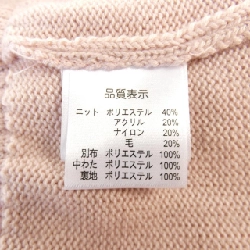 品質表示
ニット ポリエステル 40%
アクリル 20%
ナイロン 20%
毛 20%
別布 ポリエステル 100%
中わた ポリエステル 100%
裏地 ポリエステル 100%